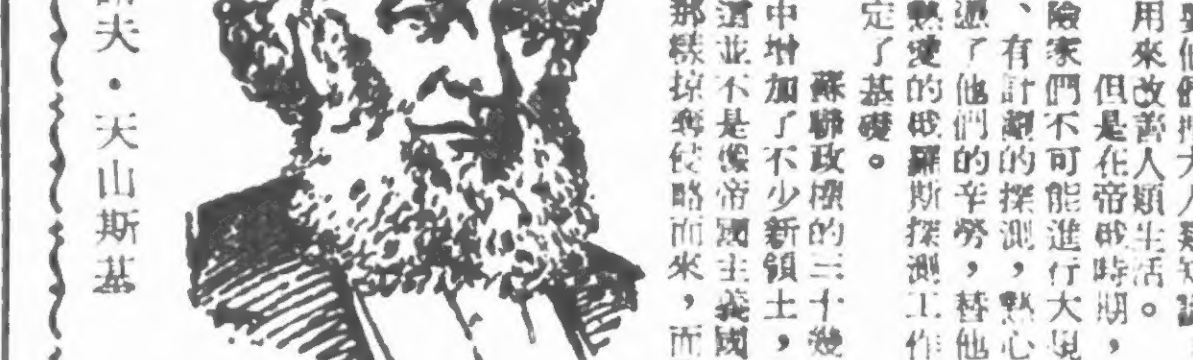 用來改善人類生活。
但是在帝俄時期，
險家們不可能進行大
、有計劃的探測，熱心
了他們的辛勞，替他
熱愛的俄羅斯探測工作
定了基礎。
蘇聯政權的三十幾
中增加了不少新領土，
這並不是像帝國主義國
那樣掠奪侵略而來，而
夫·天山斯基